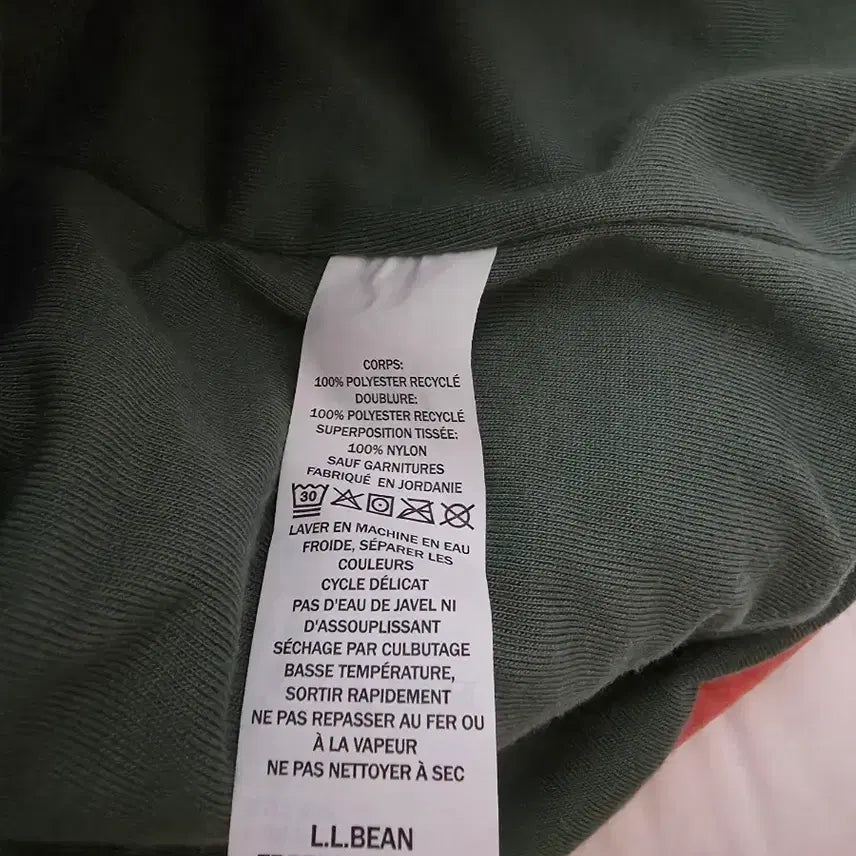 CORPS:
100% POLYESTER RECYCLÉ
DOUBLURE:
100% POLYESTER RECYCLÉ
SUPERPOSITION TISSÉE:
100% NYLON
SAUF GARNITURES
FABRIQUÉ EN JORDANIE
30
LAVER EN MACHINE EN EAU
FROIDE, SÉPARER LES
COULEURS
CYCLE DÉLICAT
PAS D'EAU DE JAVEL NI
D'ASSOUPLISSANT
SÉCHAGE PAR CULBUTAGE
BASSE TEMPÉRATURE,
SORTIR RAPIDEMENT
NE PAS REPASSER AU FER OU
À LA VAPEUR
NE PAS NETTOYER À SEC
L.L.BEAN